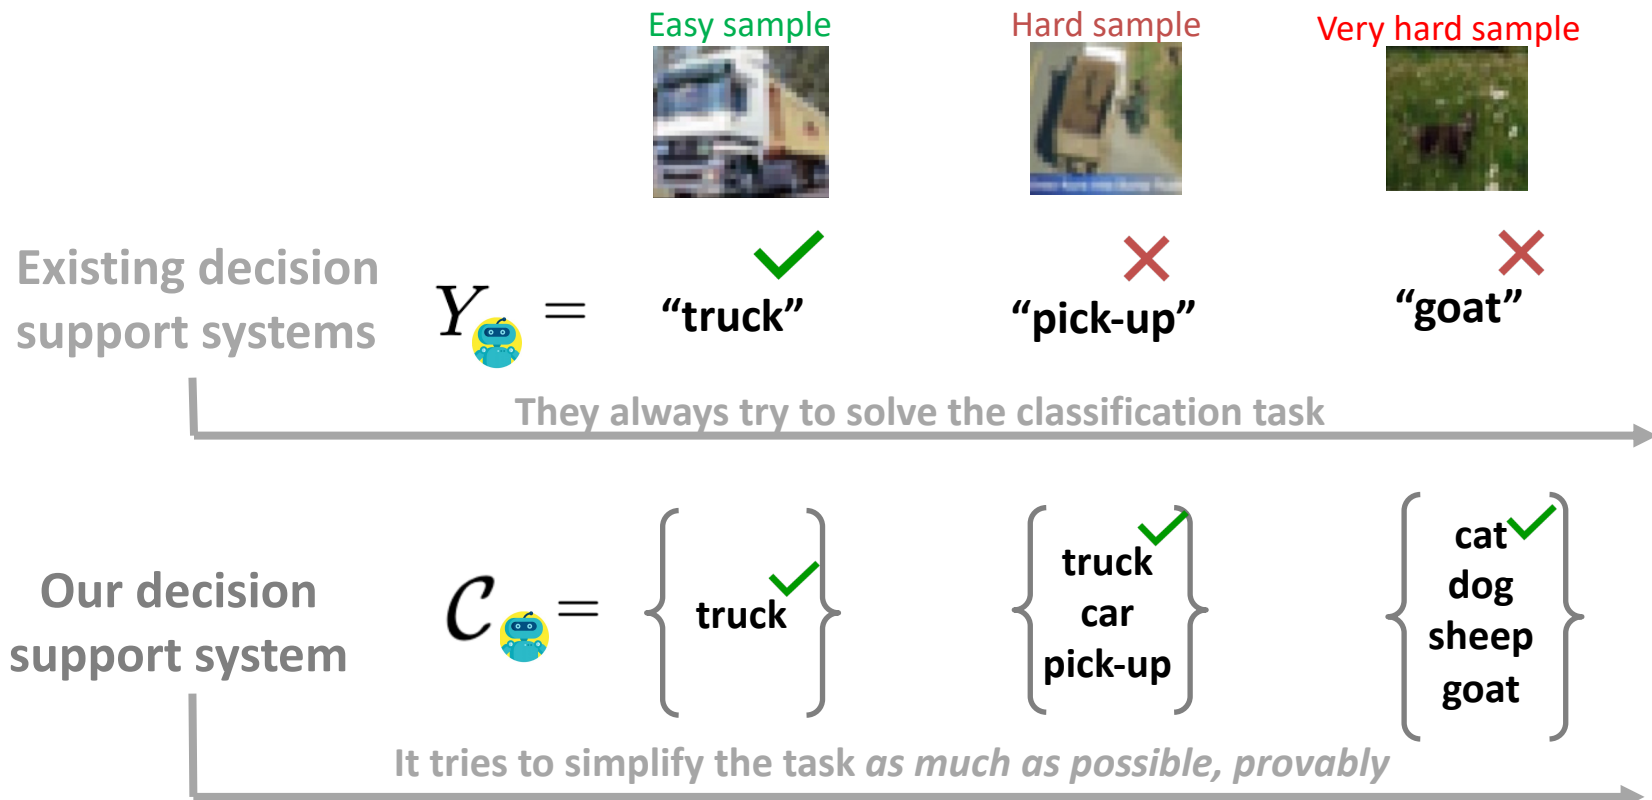 Easy sample
Hard sample
Very hard sample
Existing decision
support systems
Y =
“truck”
“pick-up”
“goat”
They always try to solve the classification task
Our decision
support system
C =
{ truck }
{ truck
car
pick-up }
{ cat
dog
sheep
goat }
It tries to simplify the task as much as possible, provably